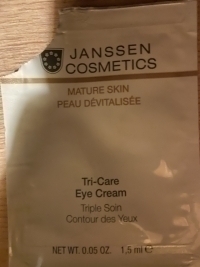 JANSSEN
COSMETICS
MATURE SKIN
PEAU DÉVITALISÉE
Tri-Care
Eye Cream
Triple Soin
Contour des Yeux
NET WT. 0.05 OZ. 1,5 ml ℮